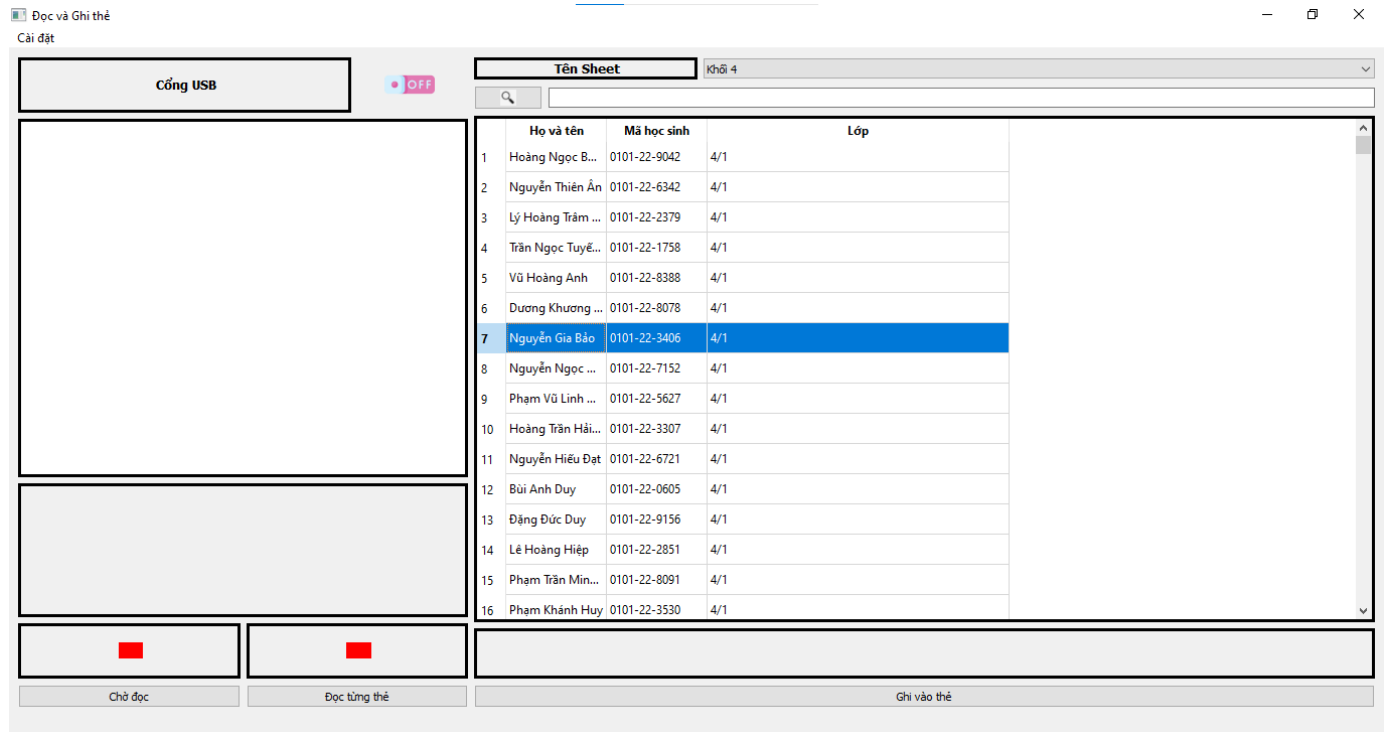 Đọc và Ghi thẻ
Cài đặt
Cổng USB
OFF
Tên Sheet
Khối 4
Họ và tên Mã học sinh Lớp
1 Hoàng Ngọc B... 0101-22-9042 4/1
2 Nguyễn Thiên Ân 0101-22-6342 4/1
3 Lý Hoàng Trâm ... 0101-22-2379 4/1
4 Trần Ngọc Tuyế... 0101-22-1758 4/1
5 Vũ Hoàng Anh 0101-22-8388 4/1
6 Dương Khương ... 0101-22-8078 4/1
7 Nguyễn Gia Bảo 0101-22-3406 4/1
8 Nguyễn Ngọc ... 0101-22-7152 4/1
9 Phạm Vũ Linh ... 0101-22-5627 4/1
10 Hoàng Trần Hải... 0101-22-3307 4/1
11 Nguyễn Hiếu Đạt 0101-22-6721 4/1
12 Bùi Anh Duy 0101-22-0605 4/1
13 Đặng Đức Duy 0101-22-9156 4/1
14 Lê Hoàng Hiệp 0101-22-2851 4/1
15 Phạm Trần Min... 0101-22-8091 4/1
16 Phạm Khánh Huy 0101-22-3530 4/1
Chờ đọc
Đọc từng thẻ
Ghi vào thẻ